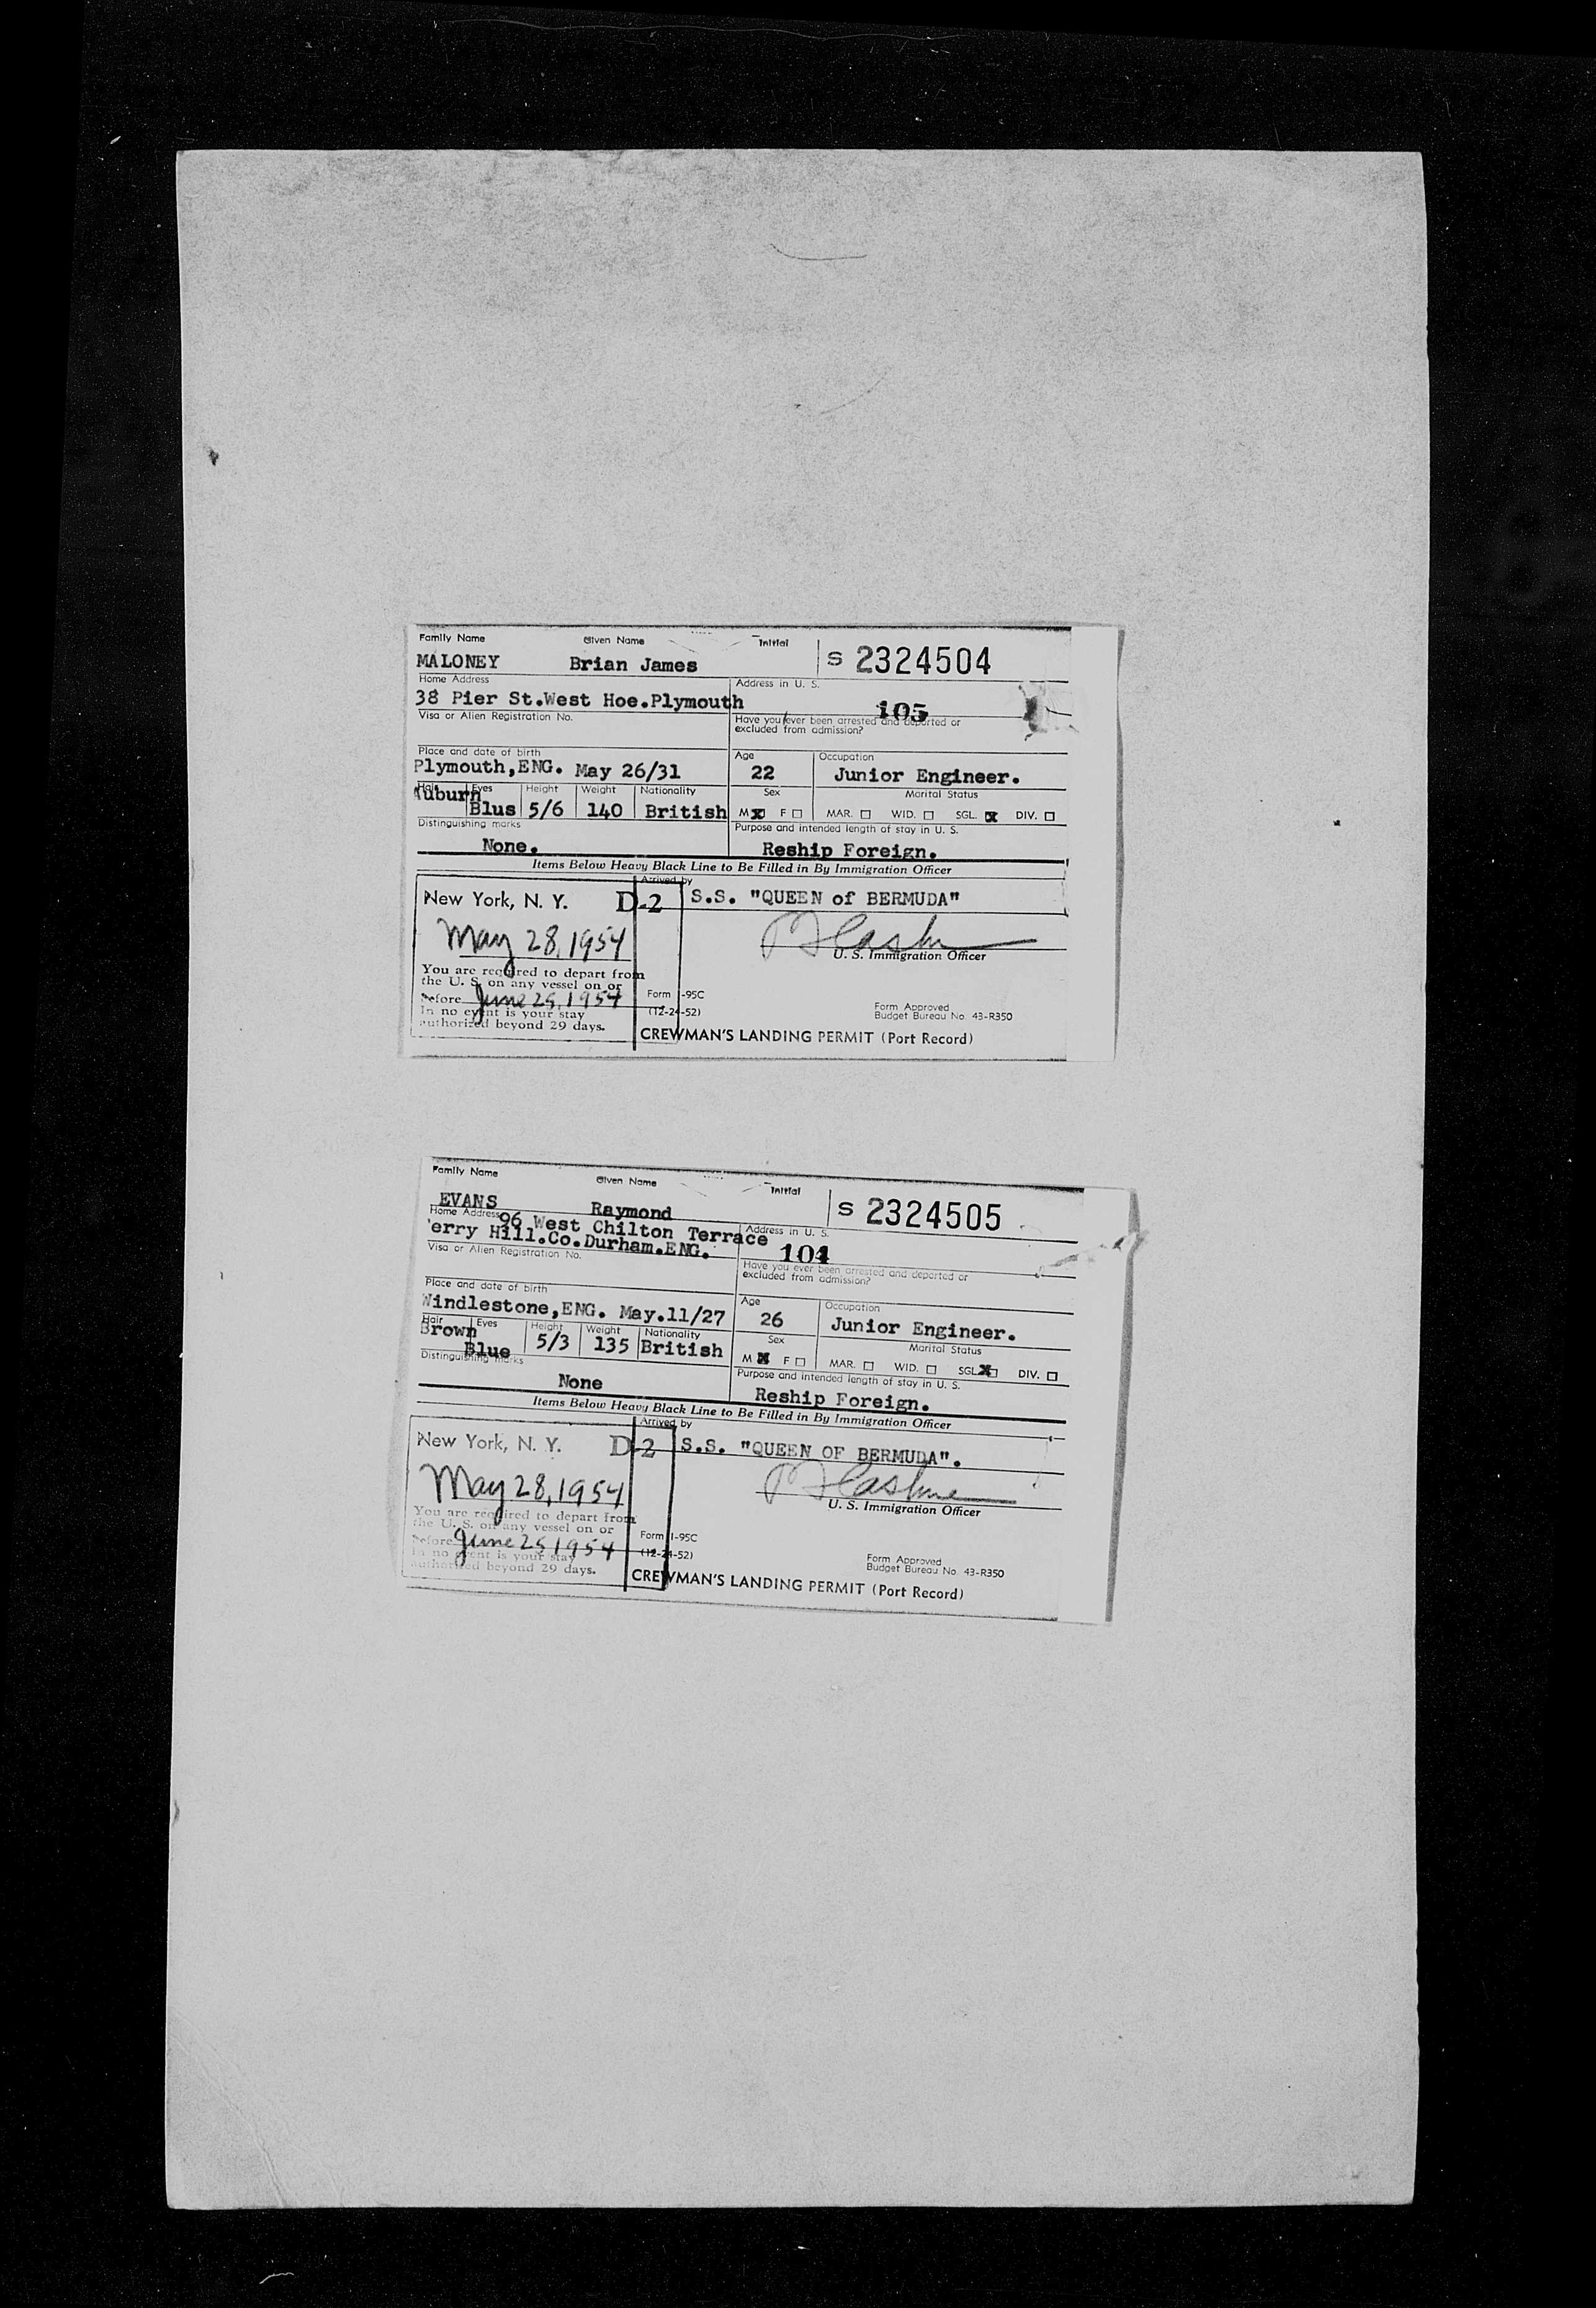 Family Name Given Name Initial S 2324504
MALONEY Brian James
Home Address Address in U. S.
38 Pier St.West Hoe.Plymouth 105
Visa or Alien Registration No. Have you ever been arrested and deported or
excluded from admission?
Place and date of birth Age Occupation
Plymouth,ENG. May 26/31 22 Junior Engineer.
Hair Eyes Height Weight Nationality Sex Marital Status
Auburn Blus 5/6 140 British M X F MAR. WID. SGL. X DIV.
Distinguishing marks Purpose and intended length of stay in U. S.
None. Reship Foreign.
Items Below Heavy Black Line to Be Filled in By Immigration Officer
Arrived by
New York, N. Y. D-2 S.S. "QUEEN of BERMUDA"
May 28, 1954
U. S. Immigration Officer
You are required to depart from
the U. S. on any vessel on or
before June 25, 1954
In no event is your stay
authorized beyond 29 days.
Form I-95C
(12-24-52)
Form Approved
Budget Bureau No. 43-R350
CREWMAN'S LANDING PERMIT (Port Record)
Family Name Given Name Initial S 2324505
EVANS Raymond
Home Address 96 West Chilton Terrace Address in U. S.
erry Hill.Co.Durham.ENG. 104
Visa or Alien Registration No. Have you ever been arrested and deported or
excluded from admission?
Place and date of birth Age Occupation
Windlestone,ENG. May.11/27 26 Junior Engineer.
Hair Eyes Height Weight Nationality Sex Marital Status
Brown Blue 5/3 135 British M X F MAR. WID. SGL. X DIV.
Distinguishing marks Purpose and intended length of stay in U. S.
None Reship Foreign.
Items Below Heavy Black Line to Be Filled in By Immigration Officer
Arrived by
New York, N. Y. D-2 S.S. "QUEEN OF BERMUDA".
May 28, 1954
U. S. Immigration Officer
You are required to depart from
the U. S. on any vessel on or
before June 25 1954
In no event is your stay
authorized beyond 29 days.
Form I-95C
(12-24-52)
Form Approved
Budget Bureau No. 43-R350
CREWMAN'S LANDING PERMIT (Port Record)